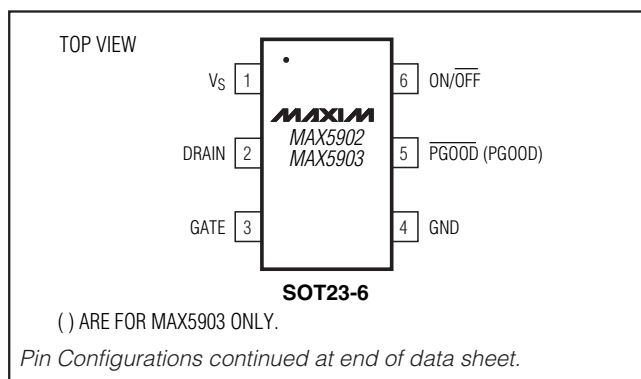 TOP VIEW
VS 1
6 ON/OFF
MAXIM
MAX5902
MAX5903
DRAIN 2
5 PGOOD (PGOOD)
GATE 3
4 GND
SOT23-6
( ) ARE FOR MAX5903 ONLY.
Pin Configurations continued at end of data sheet.